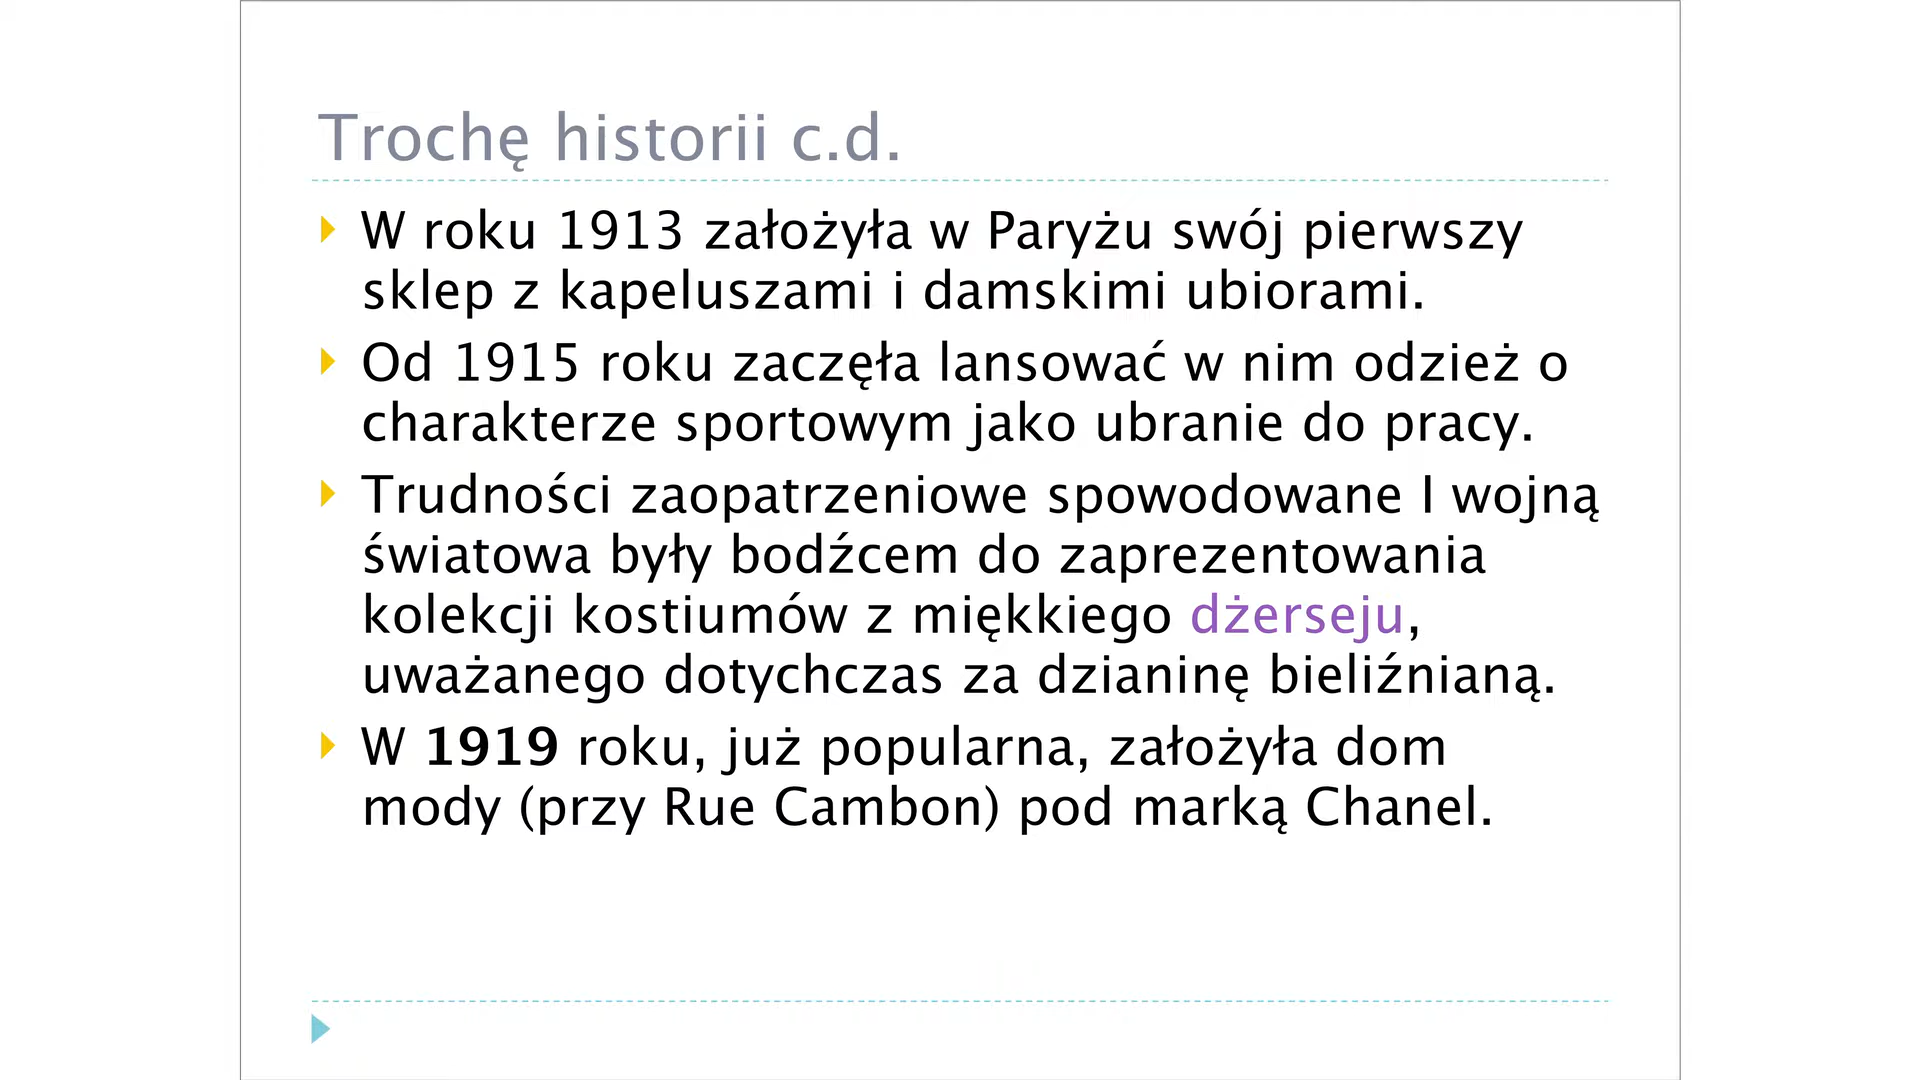 Trochę historii c.d.
W roku 1913 założyła w Paryżu swój pierwszy
sklep z kapeluszami i damskimi ubiorami.
Od 1915 roku zaczęła lansować w nim odzież o
charakterze sportowym jako ubranie do pracy.
Trudności zaopatrzeniowe spowodowane I wojną
światowa były bodźcem do zaprezentowania
kolekcji kostiumów z miękkiego dżerseju,
uważanego dotychczas za dzianinę bieliźnianą.
W 1919 roku, już popularna, założyła dom
mody (przy Rue Cambon) pod marką Chanel.